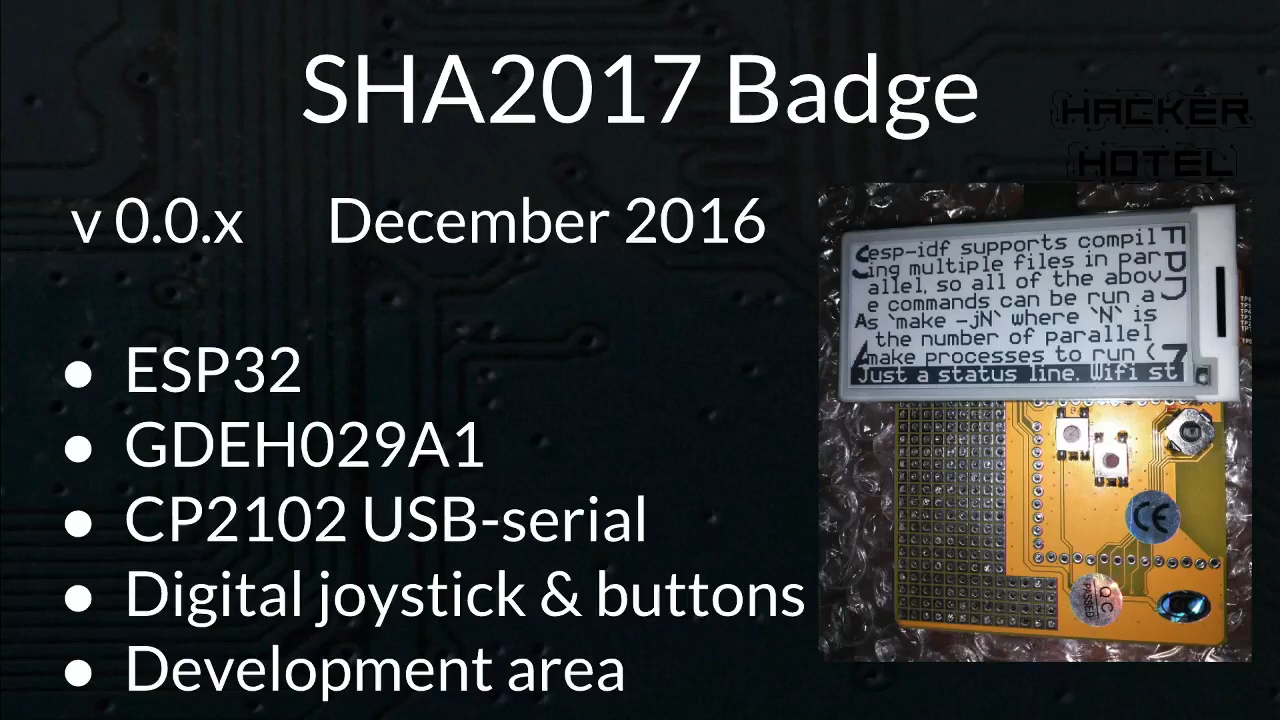 SHA2017 Badge
HACKER
HOTEL
v 0.0.x December 2016
● ESP32
● GDEH029A1
● CP2102 USB-serial
● Digital joystick & buttons
● Development area
esp-idf supports compil
ing multiple files in par
allel, so all of the abov
e commands can be run a
s `make -jN` where `N` is
the number of parallel
make processes to run (
Just a status line. Wifi st
CE
QC
PASSED